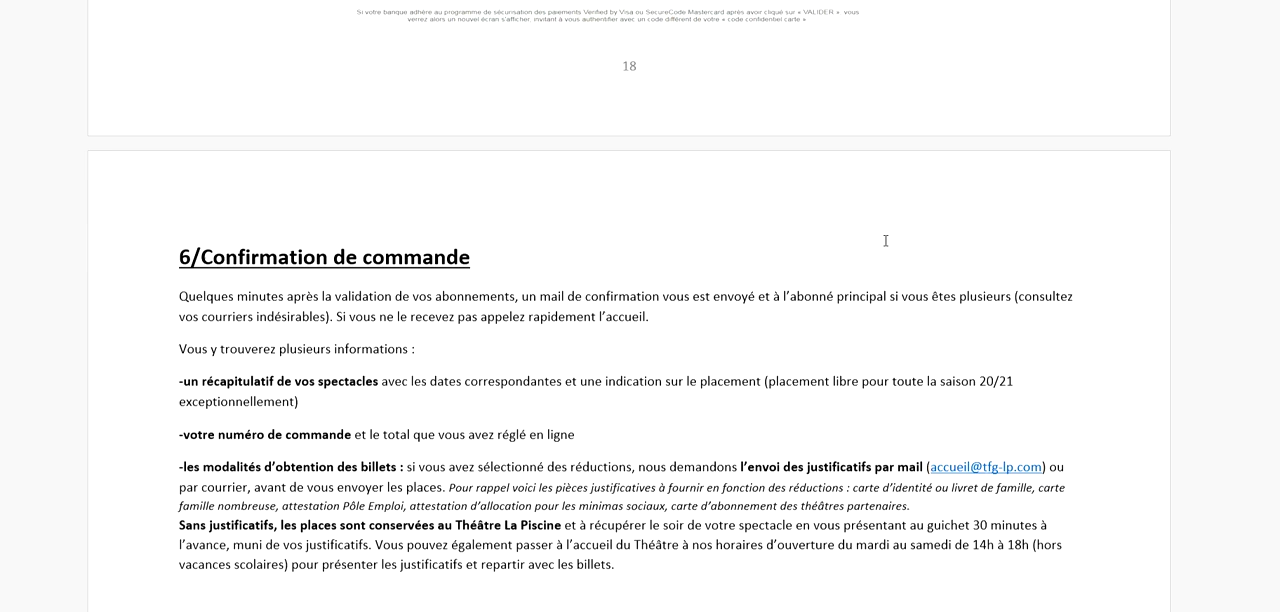 Si votre banque adhère au programme de sécurisation des paiements Verified by Visa ou SecureCode Mastercard après avoir cliqué sur « VALIDER » vous
verrez alors un nouvel écran s'afficher, invitant à vous authentifier avec un code différent de votre « code confidentiel carte »
18
6/Confirmation de commande
Quelques minutes après la validation de vos abonnements, un mail de confirmation vous est envoyé et à l’abonné principal si vous êtes plusieurs (consultez
vos courriers indésirables). Si vous ne le recevez pas appelez rapidement l’accueil.
Vous y trouverez plusieurs informations :
-un récapitulatif de vos spectacles avec les dates correspondantes et une indication sur le placement (placement libre pour toute la saison 20/21
exceptionnellement)
-votre numéro de commande et le total que vous avez réglé en ligne
-les modalités d’obtention des billets : si vous avez sélectionné des réductions, nous demandons l’envoi des justificatifs par mail (accueil@tfg-lp.com) ou
par courrier, avant de vous envoyer les places. Pour rappel voici les pièces justificatives à fournir en fonction des réductions : carte d’identité ou livret de famille, carte
famille nombreuse, attestation Pôle Emploi, attestation d’allocation pour les minimas sociaux, carte d’abonnement des théâtres partenaires.
Sans justificatifs, les places sont conservées au Théâtre La Piscine et à récupérer le soir de votre spectacle en vous présentant au guichet 30 minutes à
l’avance, muni de vos justificatifs. Vous pouvez également passer à l’accueil du Théâtre à nos horaires d’ouverture du mardi au samedi de 14h à 18h (hors
vacances scolaires) pour présenter les justificatifs et repartir avec les billets.